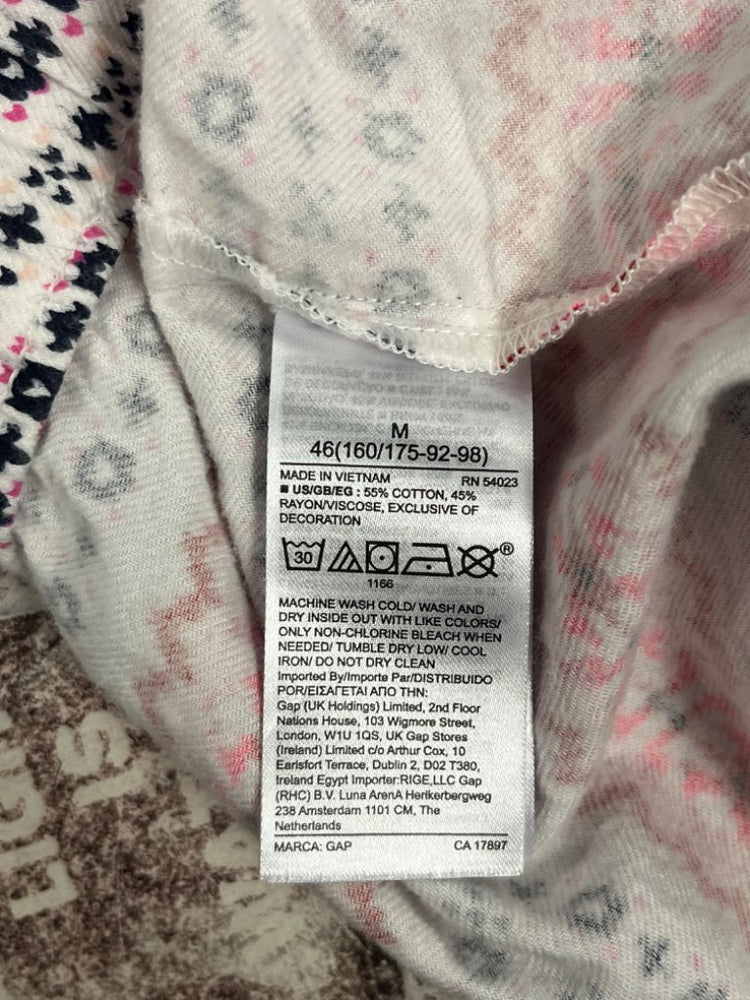 M
46(160/175-92-98)
MADE IN VIETNAM RN 54023
■ US/GB/EG : 55% COTTON, 45%
RAYON/VISCOSE, EXCLUSIVE OF
DECORATION
30 ®
1166
MACHINE WASH COLD/ WASH AND
DRY INSIDE OUT WITH LIKE COLORS/
ONLY NON-CHLORINE BLEACH WHEN
NEEDED/ TUMBLE DRY LOW/ COOL
IRON/ DO NOT DRY CLEAN
Imported By/Importe Par/DISTRIBUIDO
POR/ΕΙΣΑΓΕΤΑΙ ΑΠΟ ΤΗΝ:
Gap (UK Holdings) Limited, 2nd Floor
Nations House, 103 Wigmore Street,
London, W1U 1QS, UK Gap Stores
(Ireland) Limited c/o Arthur Cox, 10
Earlsfort Terrace, Dublin 2, D02 T380,
Ireland Egypt Importer:RIGE,LLC Gap
(RHC) B.V. Luna ArenA Herikerbergweg
238 Amsterdam 1101 CM, The
Netherlands
MARCA: GAP CA 17897